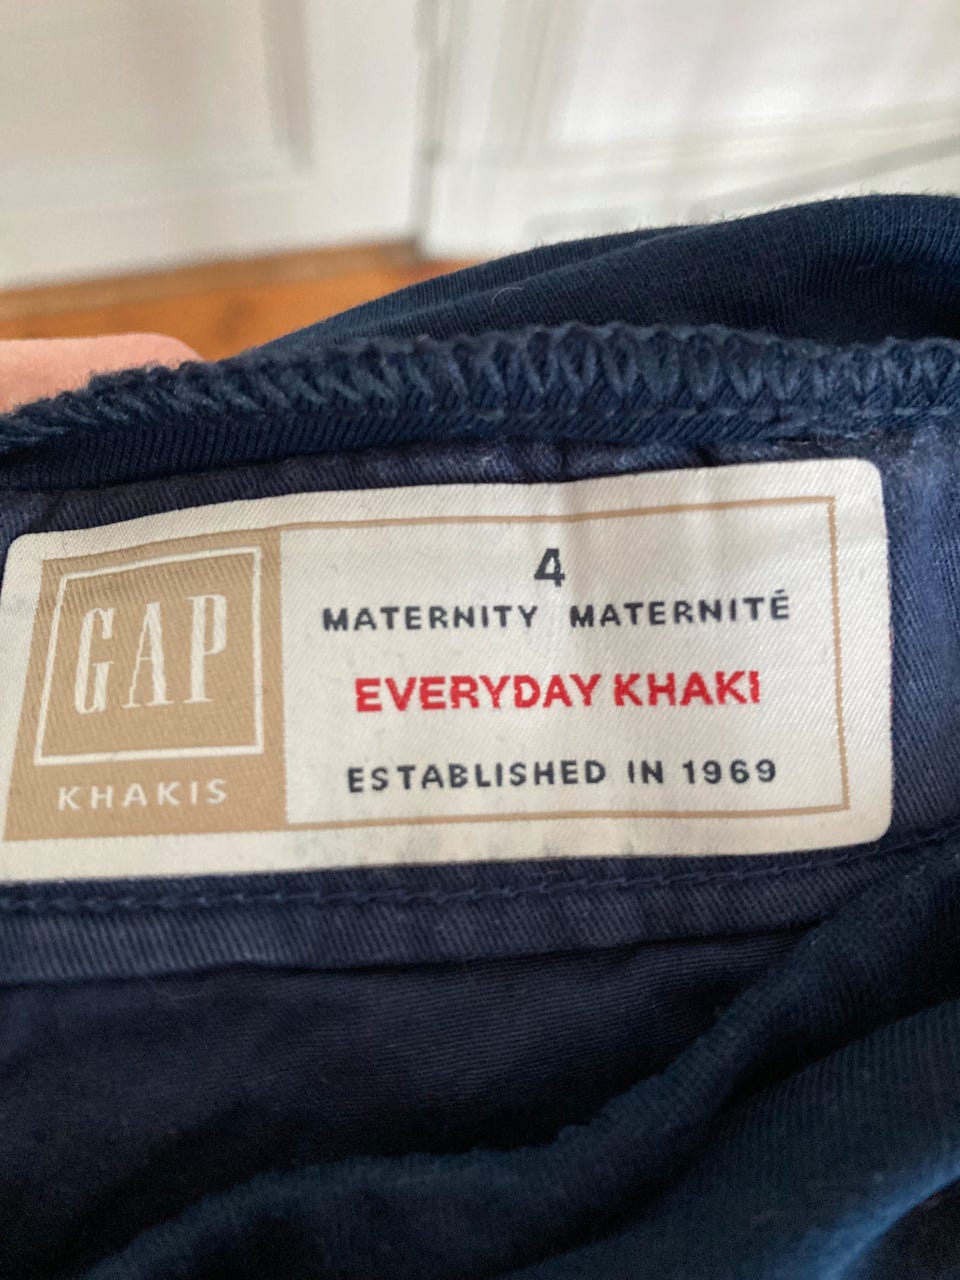 GAP
KHAKIS
4
MATERNITY MATERNITÉ
EVERYDAY KHAKI
ESTABLISHED IN 1969